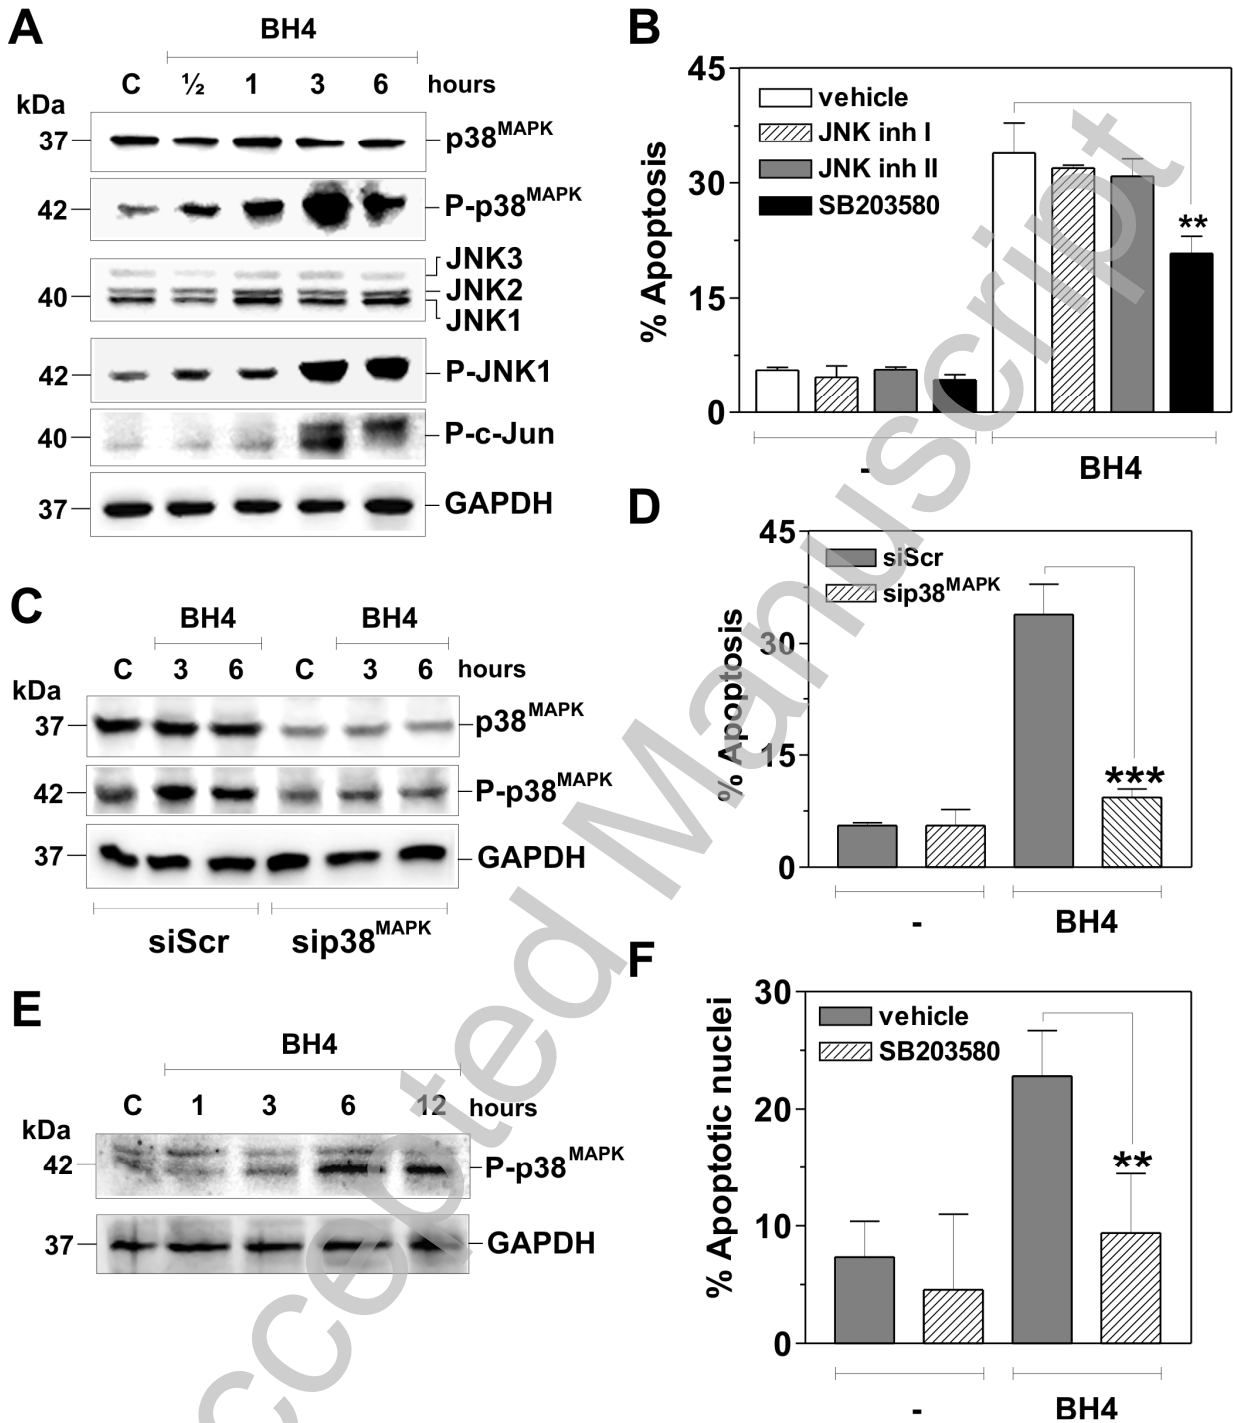 A
BH4
C ½ 1 3 6 hours
kDa
37 p38MAPK
42 P-p38MAPK
JNK3
40 JNK2
JNK1
42 P-JNK1
40 P-c-Jun
37 GAPDH
B
45
30
15
0
% Apoptosis
vehicle
JNK inh I
JNK inh II
SB203580
**
- BH4
C
BH4 BH4
C 3 6 C 3 6 hours
kDa
37 p38MAPK
42 P-p38MAPK
37 GAPDH
siScr sip38MAPK
D
45
30
15
0
% Apoptosis
siScr
sip38MAPK
***
- BH4
E
BH4
C 1 3 6 12 hours
kDa
42 P-p38MAPK
37 GAPDH
F
30
20
10
0
% Apoptotic nuclei
vehicle
SB203580
**
- BH4
ccepted Manuscript